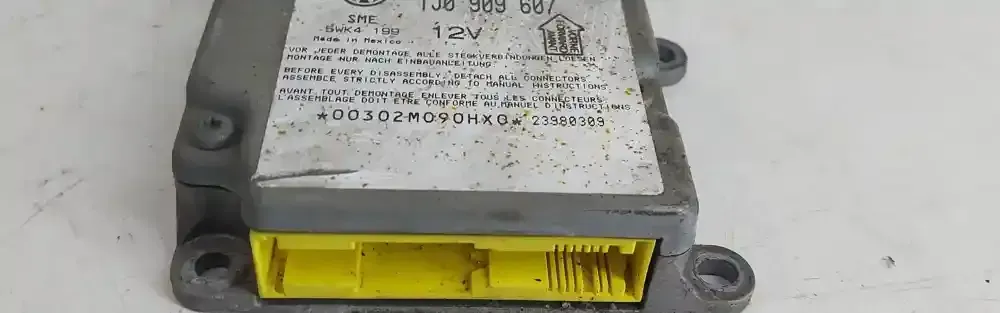 1J0 909 607
SME
5WK4 199
12V
Made in Mexico
VOR JEDER DEMONTAGE ALLE STECKVERBINDUNGEN LOESEN
MONTAGE NUR NACH EINBAUANLEITUNG
BEFORE EVERY DISASSEMBLY, DETACH ALL CONNECTORS
ASSEMBLE STRICTLY ACCORDING TO MANUAL INSTRUCTIONS
AVANT TOUT DEMONTAGE ENLEVER TOUS LES CONNECTEURS
L'ASSEMBLAGE DOIT ETRE CONFORME AU MANUEL D'INSTRUCTIONS
*00302M090HX0* 23980309